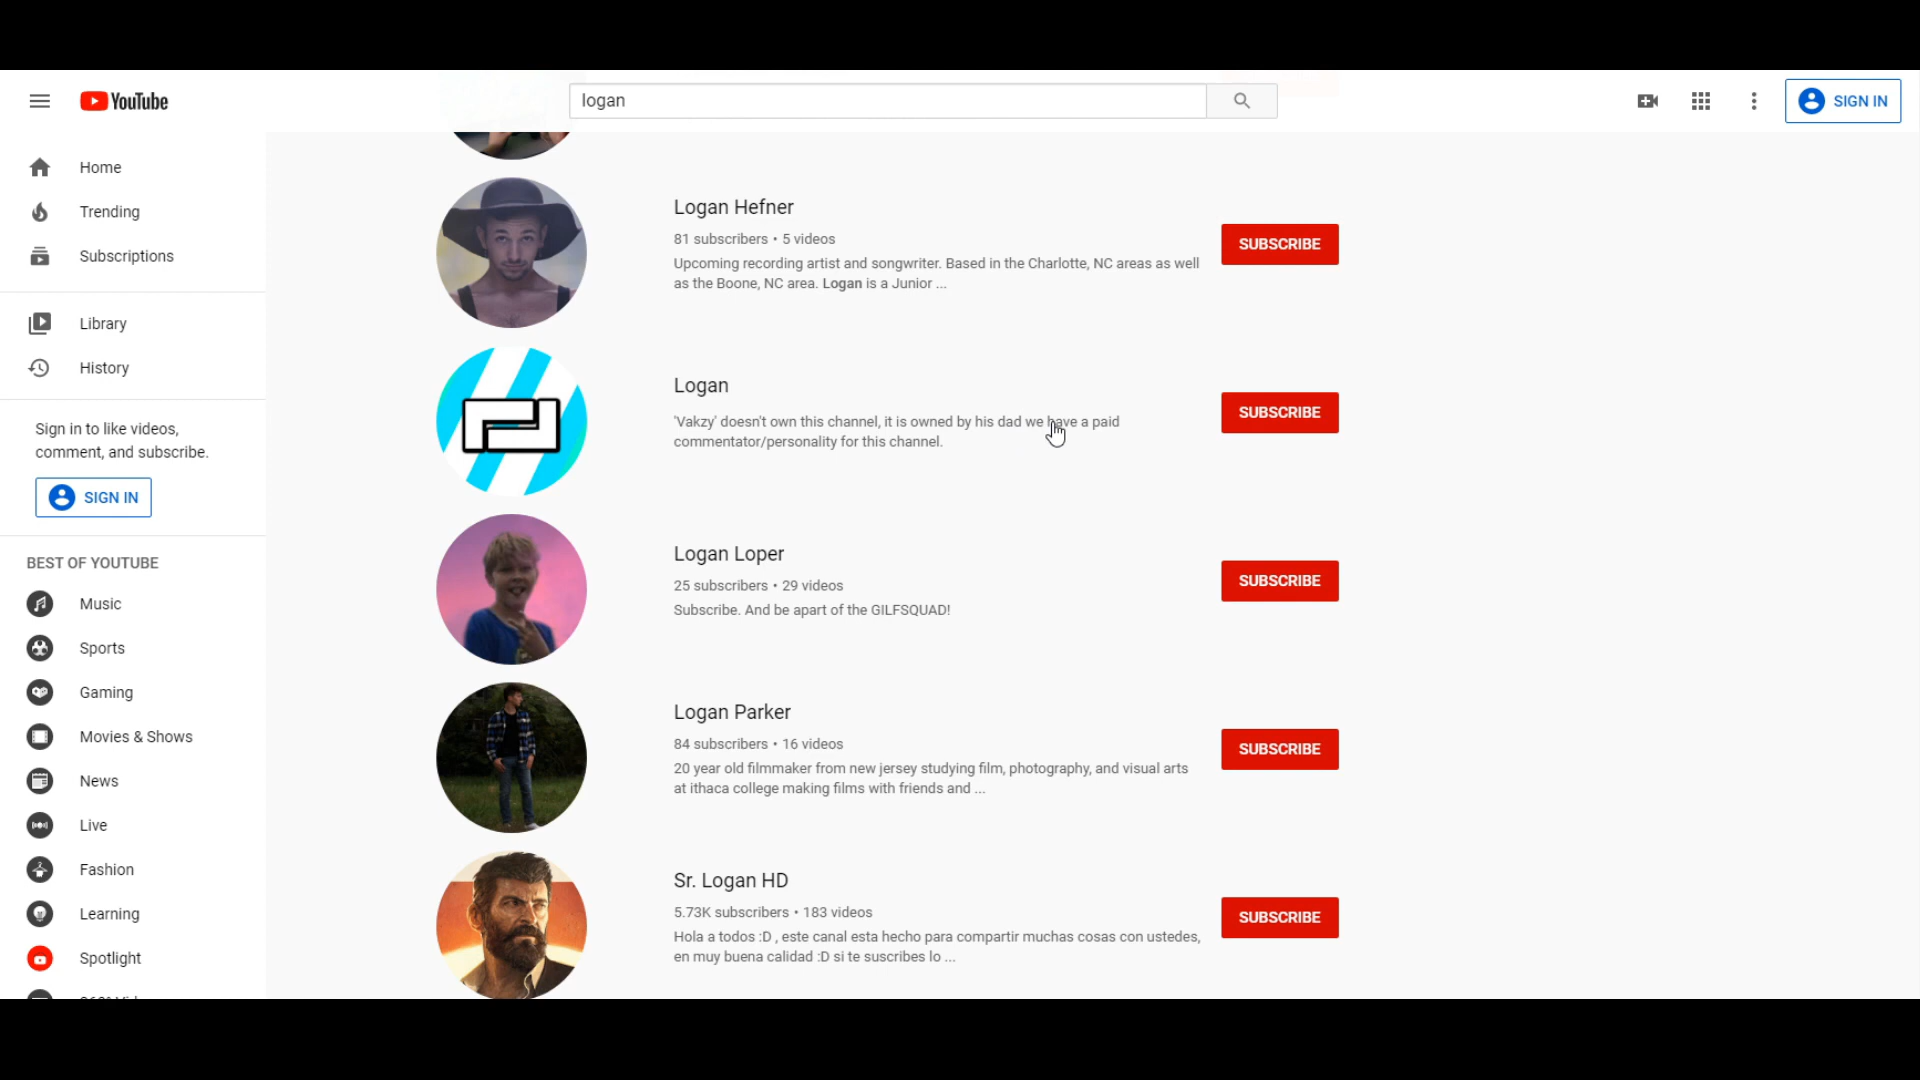 YouTube
logan
SIGN IN
Home
Trending
Subscriptions
Library
History
Sign in to like videos,
comment, and subscribe.
SIGN IN
BEST OF YOUTUBE
Music
Sports
Gaming
Movies & Shows
News
Live
Fashion
Learning
Spotlight
Logan Hefner
81 subscribers • 5 videos
Upcoming recording artist and songwriter. Based in the Charlotte, NC areas as well
as the Boone, NC area. Logan is a Junior ...
SUBSCRIBE
Logan
'Vakzy' doesn't own this channel, it is owned by his dad we have a paid
commentator/personality for this channel.
SUBSCRIBE
Logan Loper
25 subscribers • 29 videos
Subscribe. And be apart of the GILFSQUAD!
SUBSCRIBE
Logan Parker
84 subscribers • 16 videos
20 year old filmmaker from new jersey studying film, photography, and visual arts
at ithaca college making films with friends and ...
SUBSCRIBE
Sr. Logan HD
5.73K subscribers • 183 videos
Hola a todos :D , este canal esta hecho para compartir muchas cosas con ustedes,
en muy buena calidad :D si te suscribes lo ...
SUBSCRIBE